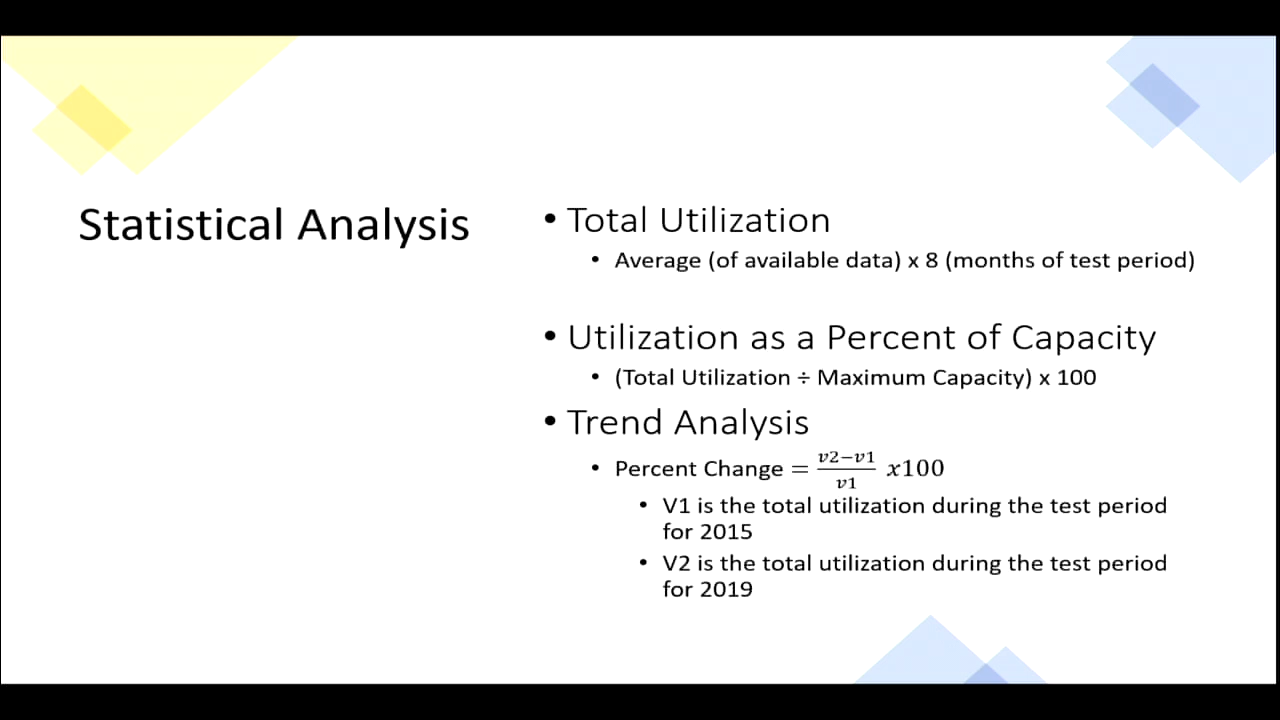 Statistical Analysis
• Total Utilization
• Average (of available data) x 8 (months of test period)
• Utilization as a Percent of Capacity
• (Total Utilization ÷ Maximum Capacity) x 100
• Trend Analysis
• Percent Change = (v2−v1)/v1 x100
• V1 is the total utilization during the test period
for 2015
• V2 is the total utilization during the test period
for 2019